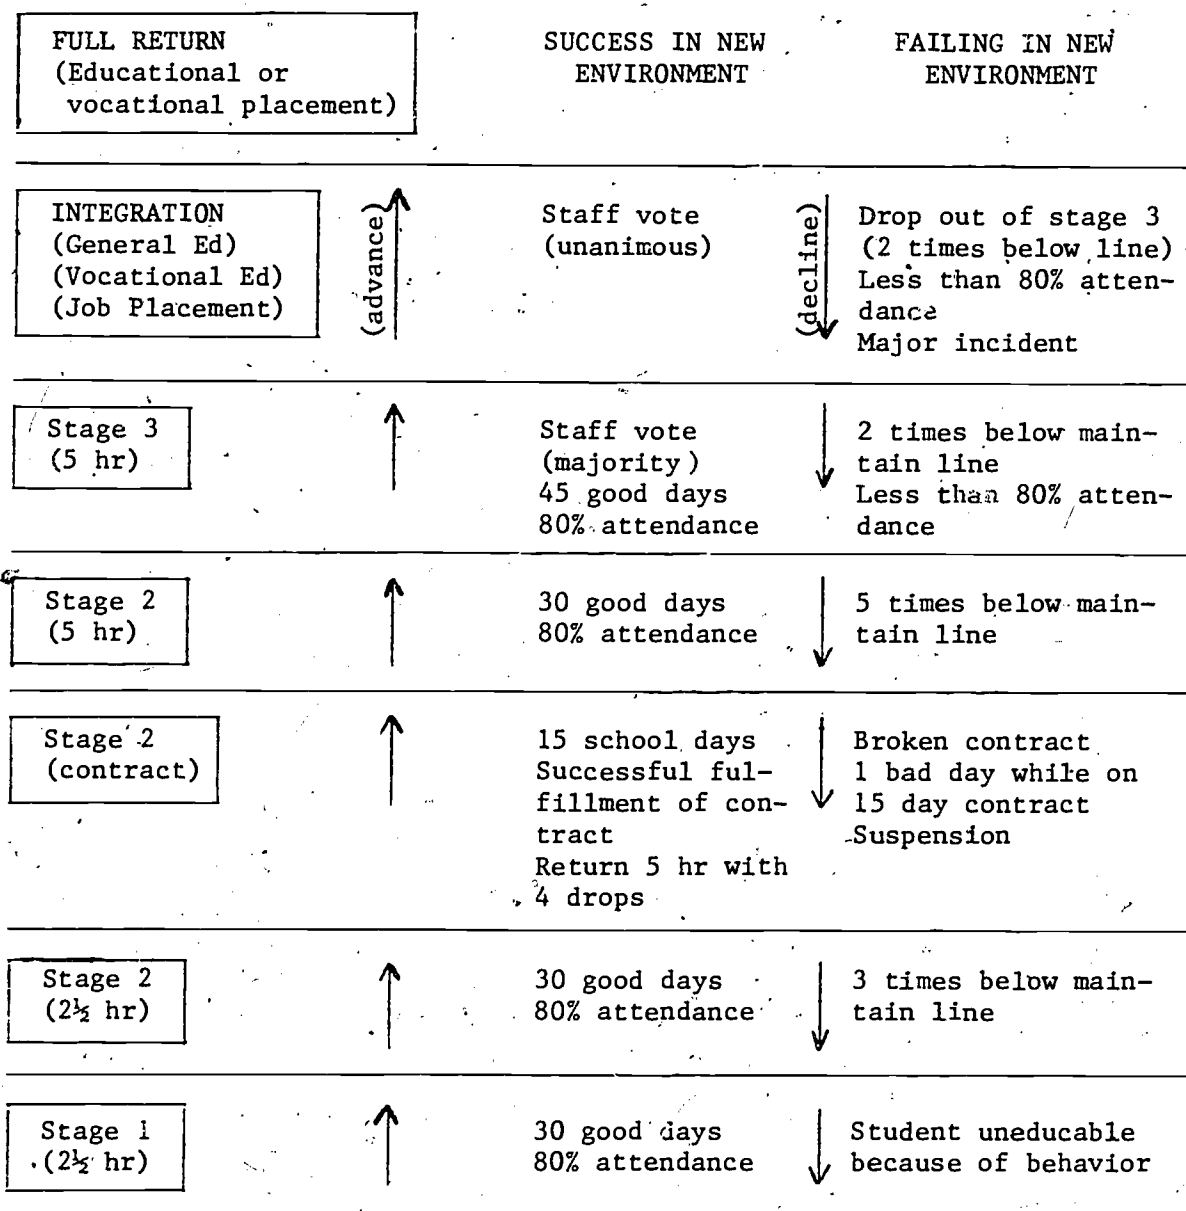 FULL RETURN
(Educational or
vocational placement)
SUCCESS IN NEW
ENVIRONMENT
FAILING IN NEW
ENVIRONMENT
INTEGRATION
(General Ed)
(Vocational Ed)
(Job Placement)
(advance)
Staff vote
(unanimous)
(decline)
Drop out of stage 3
(2 times below line)
Less than 80% atten-
dance
Major incident
Stage 3
(5 hr)
Staff vote
(majority)
45 good days
80% attendance
2 times below main-
tain line
Less than 80% atten-
dance
Stage 2
(5 hr)
30 good days
80% attendance
5 times below main-
tain line
Stage 2
(contract)
15 school days
Successful ful-
fillment of con-
tract
Return 5 hr with
4 drops
Broken contract
1 bad day while on
15 day contract
Suspension
Stage 2
(2½ hr)
30 good days
80% attendance
3 times below main-
tain line
Stage 1
(2½ hr)
30 good days
80% attendance
Student uneducable
because of behavior